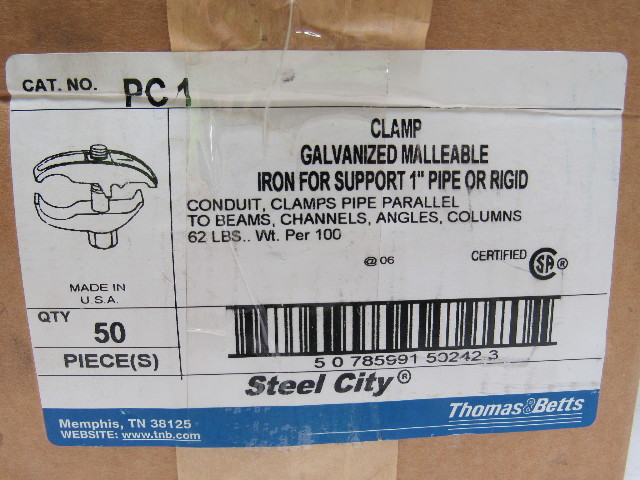 CAT. NO. PC 1
CLAMP
GALVANIZED MALLEABLE
IRON FOR SUPPORT 1" PIPE OR RIGID
CONDUIT, CLAMPS PIPE PARALLEL
TO BEAMS, CHANNELS, ANGLES, COLUMNS
62 LBS.. Wt. Per 100
@ 06
CERTIFIED SA ®
MADE IN
U.S.A.
QTY
50
PIECE(S)
5 0 785991 50242 3
Steel City®
Thomas&Betts
Memphis, TN 38125
WEBSITE: www.tnb.com